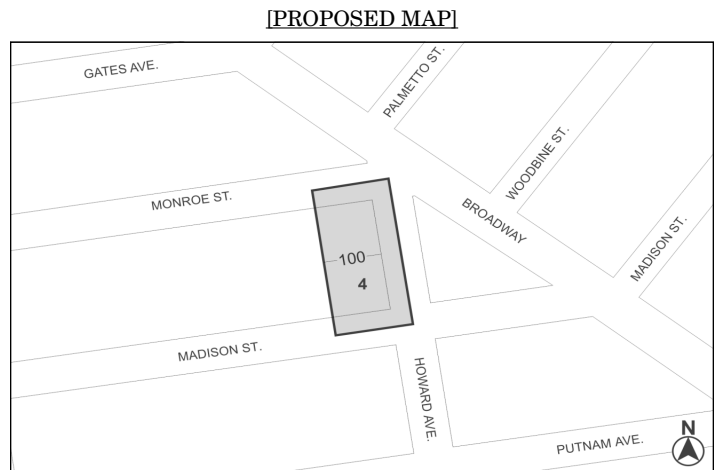 [PROPOSED MAP]
GATES AVE.
PALMETTO ST.
WOODBINE ST.
MONROE ST.
BROADWAY
MADISON ST.
100
4
MADISON ST.
HOWARD AVE.
PUTNAM AVE.
N